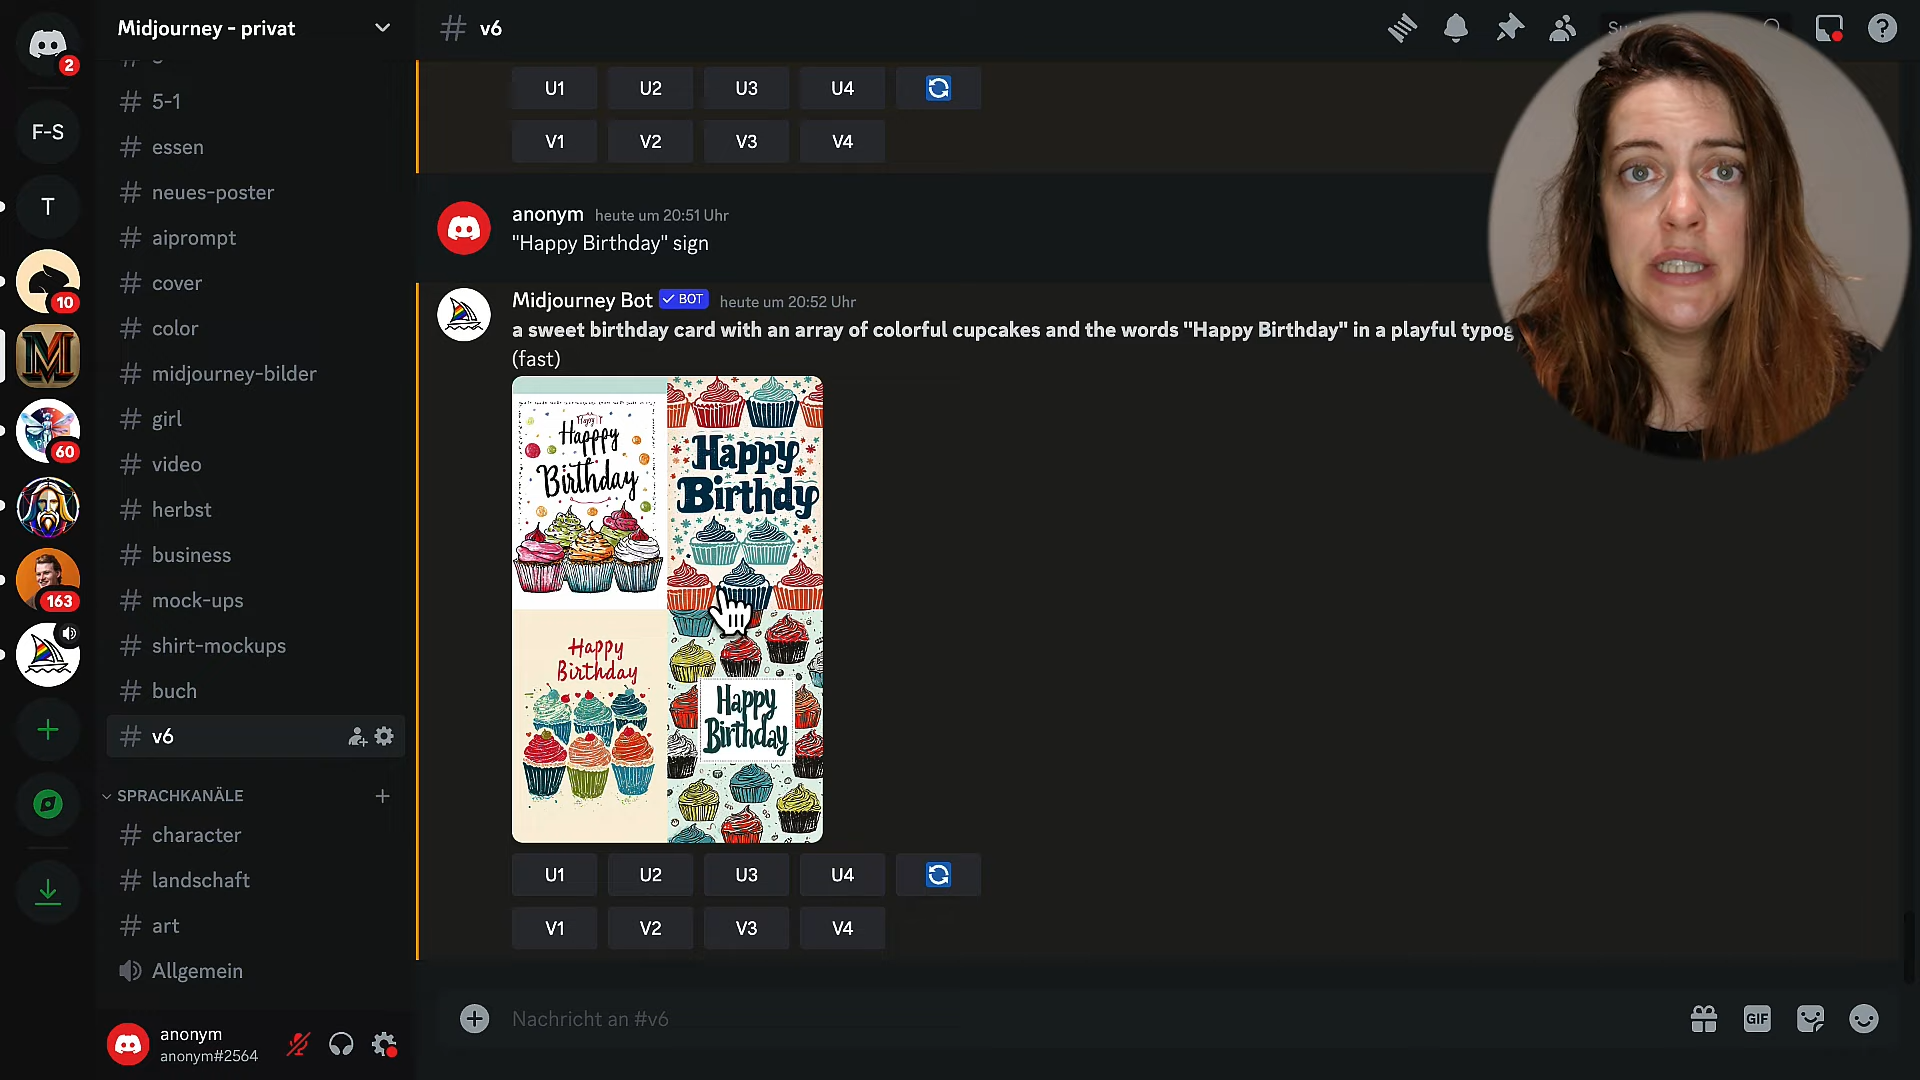 Midjourney - privat
# v6
2
F-S
T
10
60
163
5-1
essen
neues-poster
aiprompt
cover
color
midjourney-bilder
girl
video
herbst
business
mock-ups
shirt-mockups
buch
v6
SPRACHKANÄLE
character
landschaft
art
Allgemein
anonym
anonym#2564
U1 U2 U3 U4
V1 V2 V3 V4
anonym heute um 20:51 Uhr
"Happy Birthday" sign
Midjourney Bot BOT heute um 20:52 Uhr
a sweet birthday card with an array of colorful cupcakes and the words "Happy Birthday" in a playful typog
(fast)
Happpy
Birthday
Happy
Birthdy
Happy
Birthday
Happy
Birthday
U1 U2 U3 U4
V1 V2 V3 V4
Nachricht an #v6
GIF